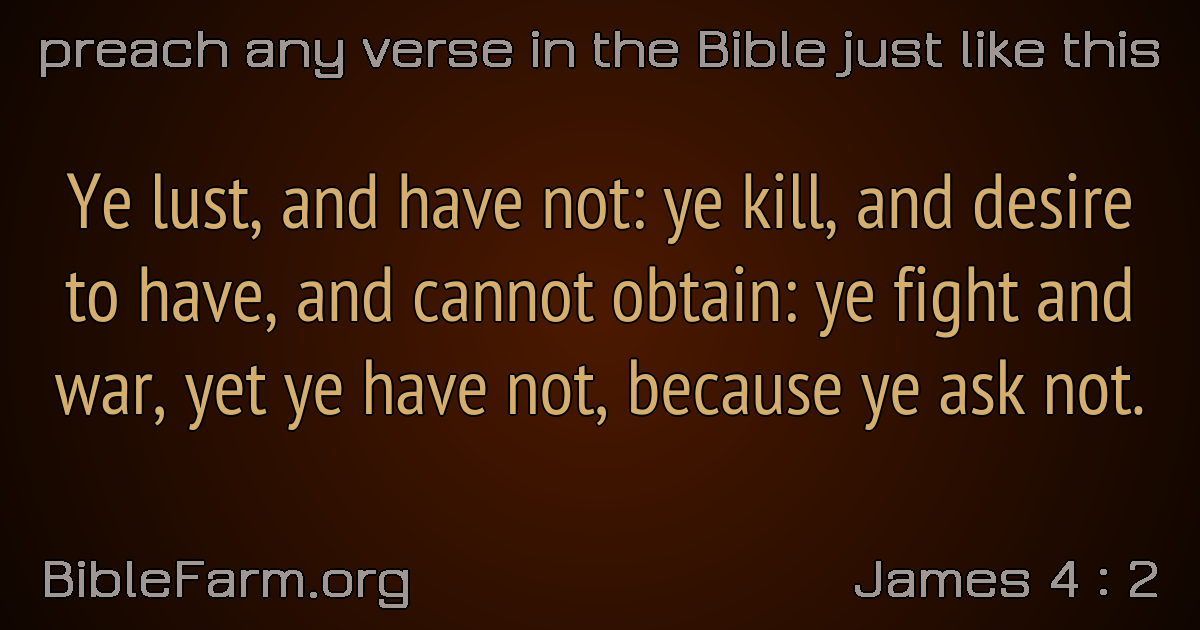 preach any verse in the Bible just like this
Ye lust, and have not: ye kill, and desire
to have, and cannot obtain: ye fight and
war, yet ye have not, because ye ask not.
BibleFarm.org
James 4 : 2